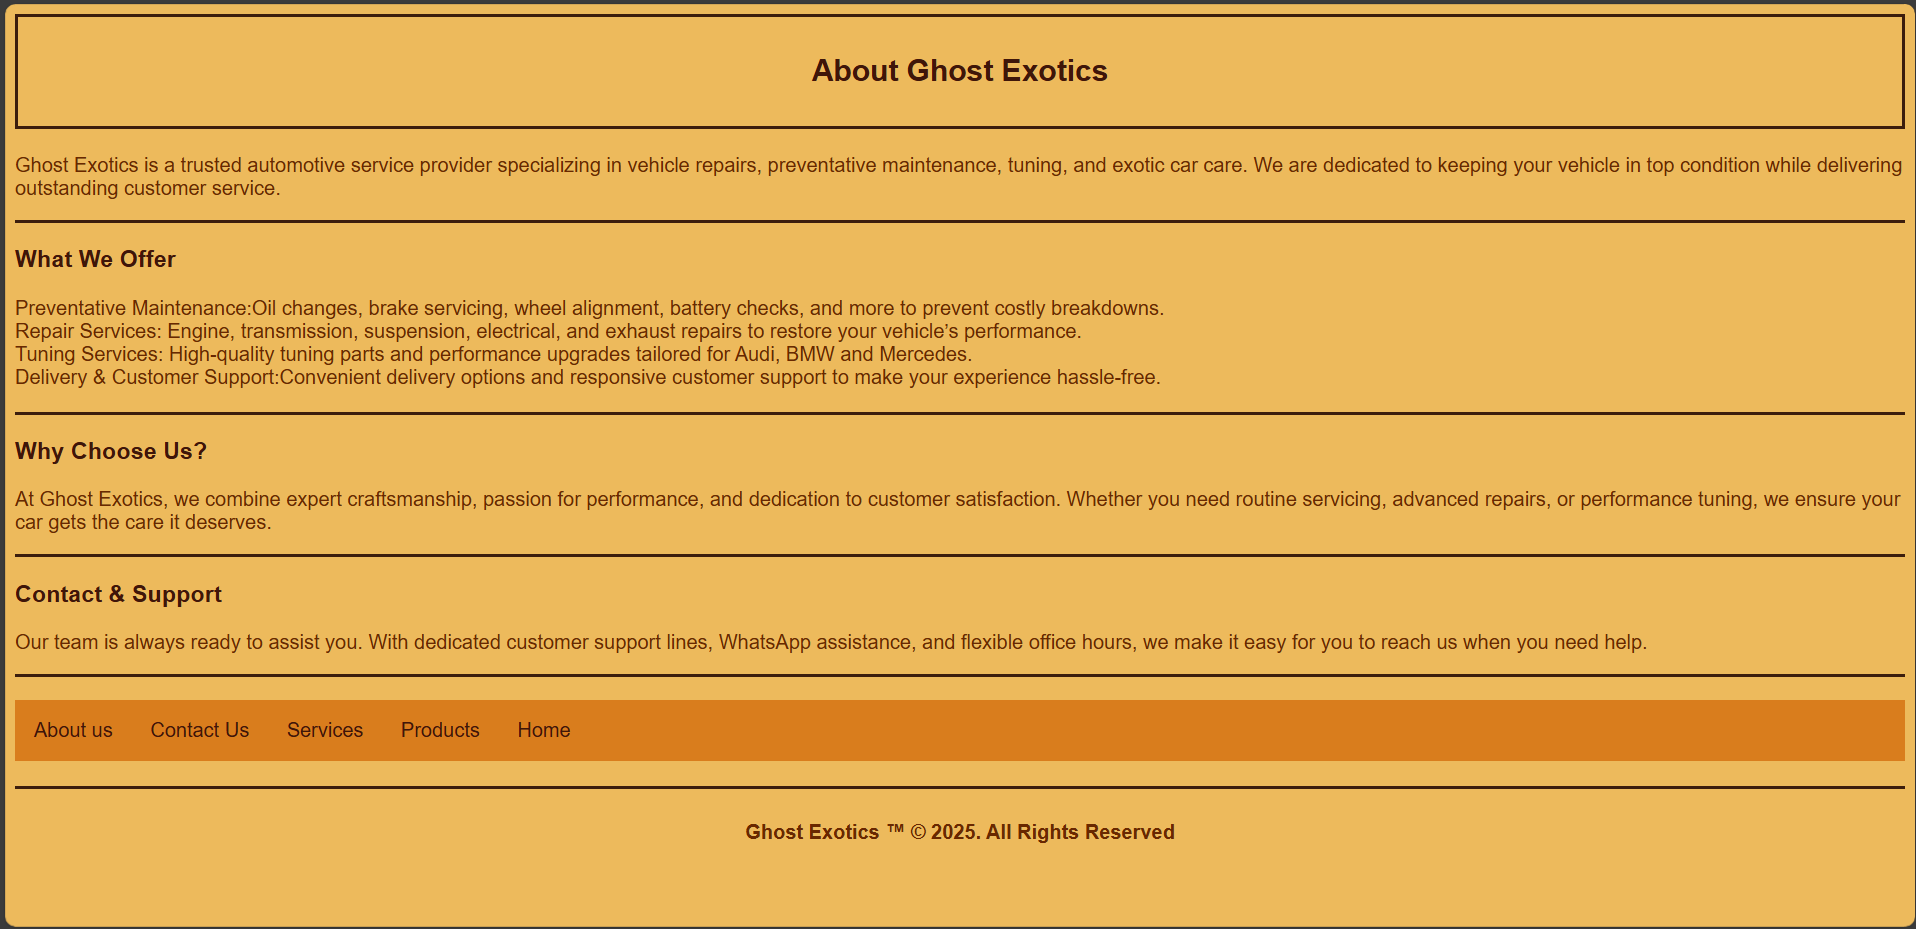 About Ghost Exotics
Ghost Exotics is a trusted automotive service provider specializing in vehicle repairs, preventative maintenance, tuning, and exotic car care. We are dedicated to keeping your vehicle in top condition while delivering
outstanding customer service.
What We Offer
Preventative Maintenance:Oil changes, brake servicing, wheel alignment, battery checks, and more to prevent costly breakdowns.
Repair Services: Engine, transmission, suspension, electrical, and exhaust repairs to restore your vehicle’s performance.
Tuning Services: High-quality tuning parts and performance upgrades tailored for Audi, BMW and Mercedes.
Delivery & Customer Support:Convenient delivery options and responsive customer support to make your experience hassle-free.
Why Choose Us?
At Ghost Exotics, we combine expert craftsmanship, passion for performance, and dedication to customer satisfaction. Whether you need routine servicing, advanced repairs, or performance tuning, we ensure your
car gets the care it deserves.
Contact & Support
Our team is always ready to assist you. With dedicated customer support lines, WhatsApp assistance, and flexible office hours, we make it easy for you to reach us when you need help.
About us Contact Us Services Products Home
Ghost Exotics ™ © 2025. All Rights Reserved